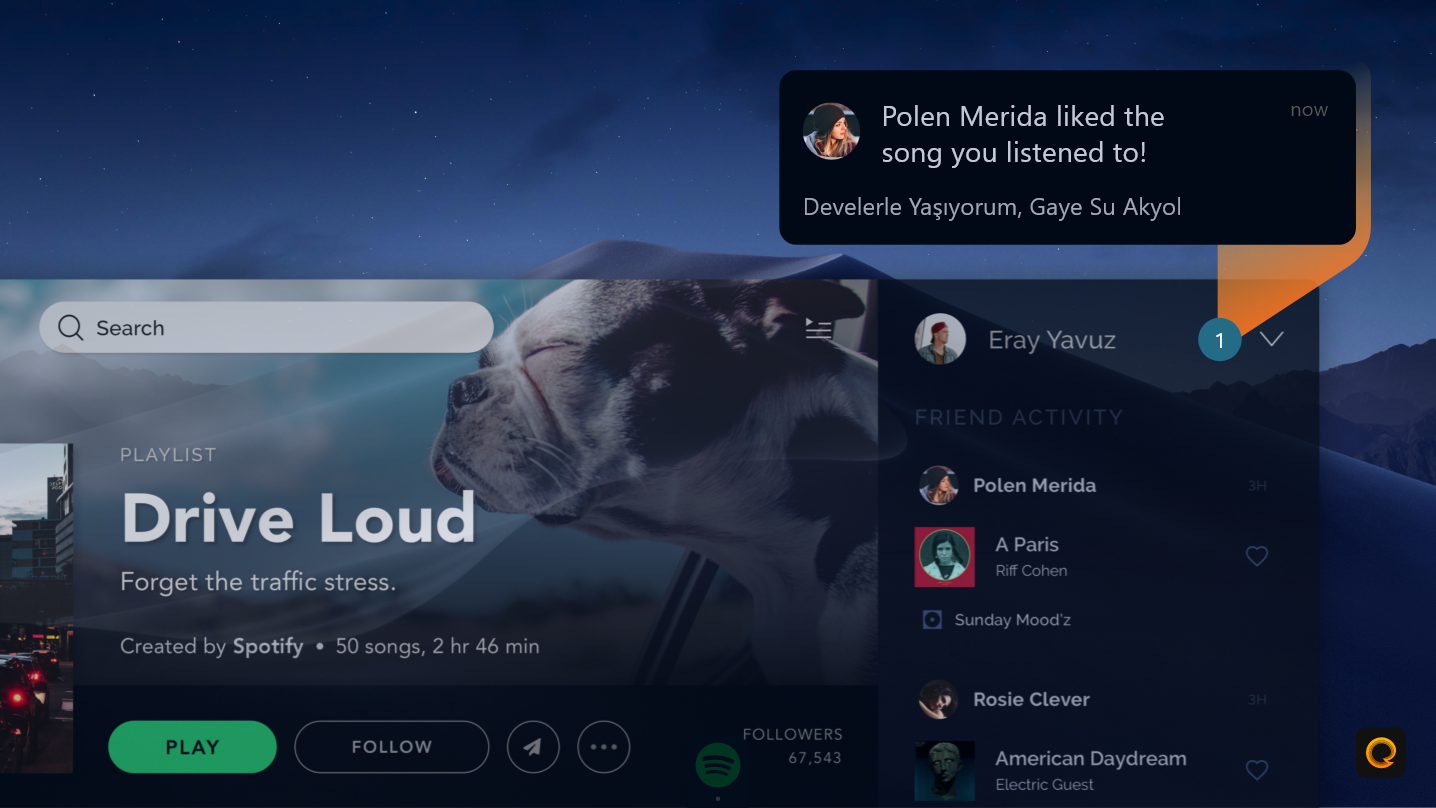 Polen Merida liked the
song you listened to!
now
Develerle Yaşıyorum, Gaye Su Akyol
Search
Eray Yavuz
1
FRIEND ACTIVITY
PLAYLIST
Drive Loud
Forget the traffic stress.
Created by Spotify • 50 songs, 2 hr 46 min
PLAY
FOLLOW
FOLLOWERS
67,543
Polen Merida
3H
A Paris
Riff Cohen
Sunday Mood'z
Rosie Clever
3H
American Daydream
Electric Guest